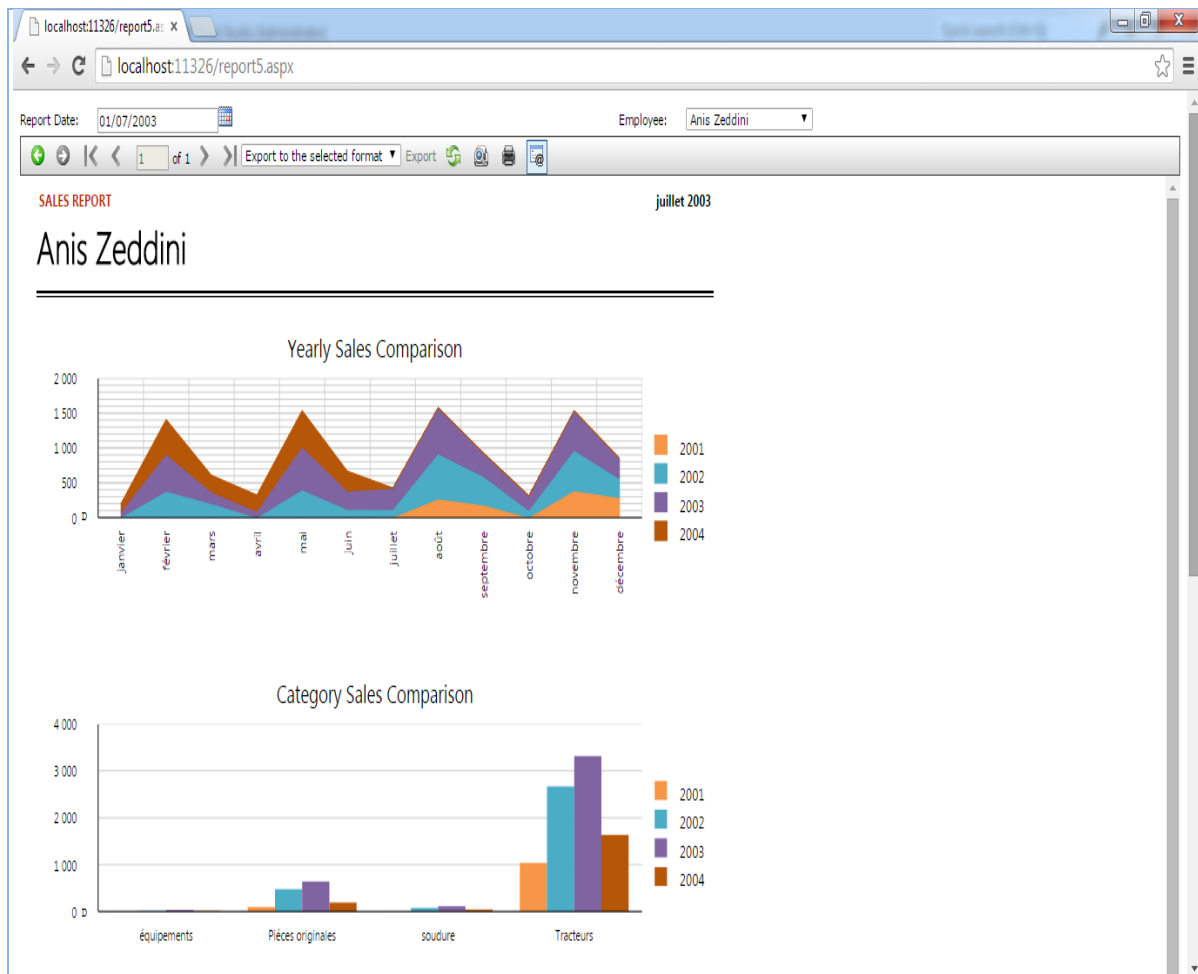 localhost:11326/report5.as
localhost:11326/report5.aspx
Report Date: 01/07/2003 Employee: Anis Zeddini
1 of 1 Export to the selected format Export
SALES REPORT juillet 2003
Anis Zeddini
Yearly Sales Comparison
2 000
1 500
1 000
500
0 D
janvier février mars avril mai juin juillet août septembre octobre novembre décembre
2001
2002
2003
2004
Category Sales Comparison
4 000
3 000
2 000
1 000
0 D
équipements Piéces originales soudure Tracteurs
2001
2002
2003
2004